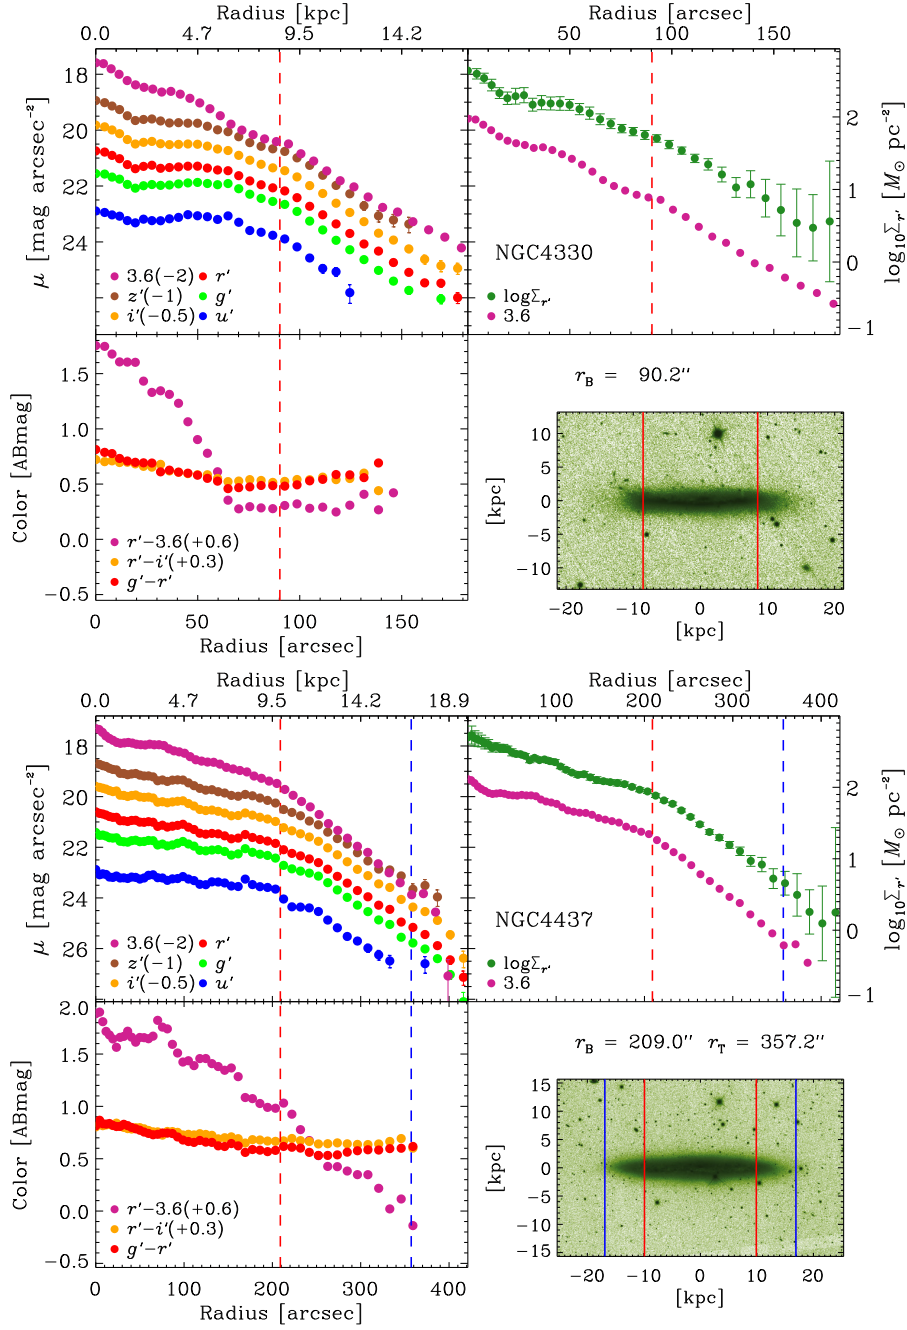 Radius [kpc] Radius [arcsec]
0.0 4.7 9.5 14.2 50 100 150
18
20
22
24
μ [mag arcsec⁻²]
3.6(−2) r′
z′(−1) g′
i′(−0.5) u′
NGC4330
logΣr′
3.6
2
1
0
−1
log₁₀Σr′ [M⊙ pc⁻²]
1.5
1.0
0.5
0.0
−0.5
Color [ABmag]
r′−3.6(+0.6)
r′−i′(+0.3)
g′−r′
0 50 100 150
Radius [arcsec]
rB = 90.2″
10
5
0
−5
−10
[kpc]
−20 −10 0 10 20
[kpc]
Radius [kpc] Radius [arcsec]
0.0 4.7 9.5 14.2 18.9 100 200 300 400
18
20
22
24
26
μ [mag arcsec⁻²]
3.6(−2) r′
z′(−1) g′
i′(−0.5) u′
NGC4437
logΣr′
3.6
2
1
0
−1
log₁₀Σr′ [M⊙ pc⁻²]
2.0
1.5
1.0
0.5
0.0
−0.5
Color [ABmag]
r′−3.6(+0.6)
r′−i′(+0.3)
g′−r′
0 100 200 300 400
Radius [arcsec]
rB = 209.0″ rT = 357.2″
15
10
5
0
−5
−10
−15
[kpc]
−20 −10 0 10 20
[kpc]